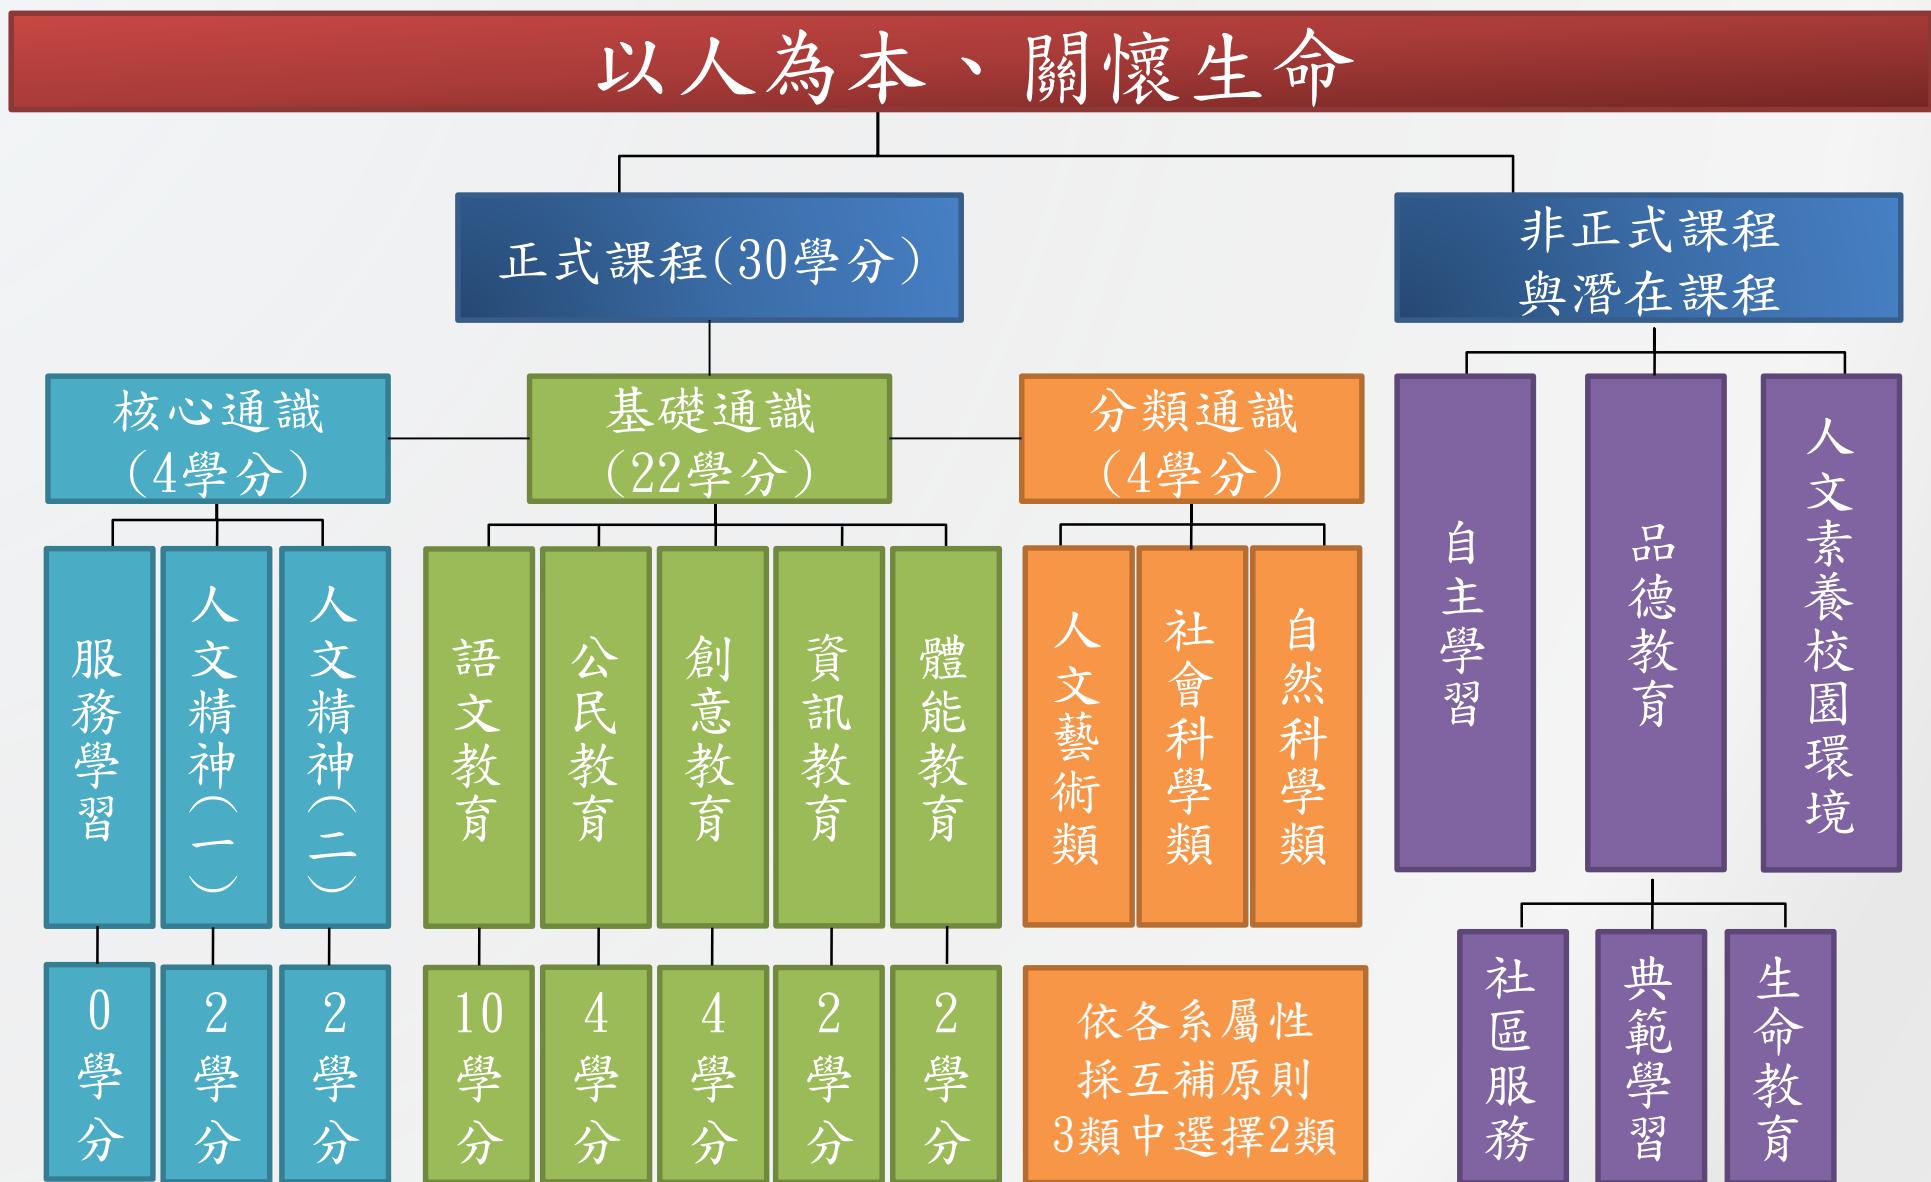 以人為本、關懷生命
正式課程(30學分)
非正式課程
與潛在課程
核心通識
(4學分)
基礎通識
(22學分)
分類通識
(4學分)
服務學習
人文精神(一)
人文精神(二)
語文教育
公民教育
創意教育
資訊教育
體能教育
人文藝術類
社會科學類
自然科學類
自主學習
品德教育
人文素養校園環境
0學分
2學分
2學分
10學分
4學分
4學分
2學分
2學分
依各系屬性
採互補原則
3類中選擇2類
社區服務
典範學習
生命教育